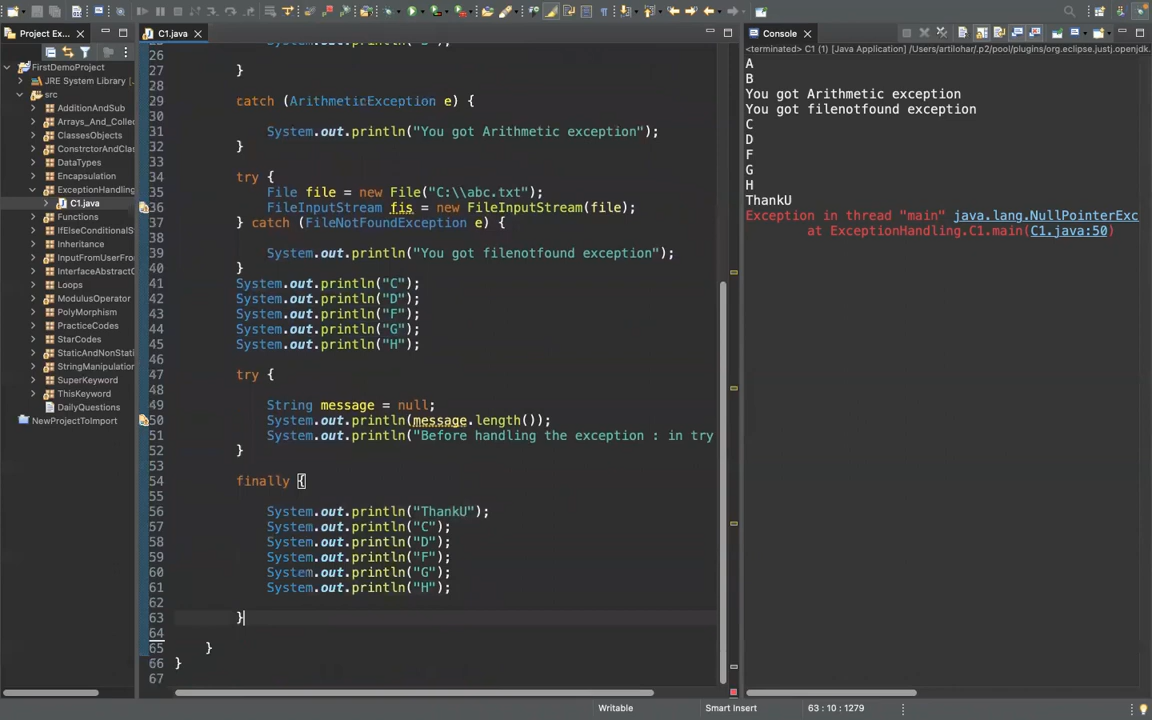 Project Ex...
FirstDemoProject
JRE System Library [
src
AdditionAndSub
Arrays_And_Collec
ClassesObjects
ConstrctorAndClas
DataTypes
Encapsulation
ExceptionHandling
C1.java
Functions
IfElseConditionalS
Inheritance
InputFromUserFrom
InterfaceAbstractC
Loops
ModulusOperator
PolyMorphism
PracticeCodes
StarCodes
StaticAndNonStati
StringManipulation
SuperKeyword
ThisKeyword
DailyQuestions
NewProjectToImport
C1.java
26
27 }
28
29 catch (ArithmeticException e) {
30
31 System.out.println("You got Arithmetic exception");
32 }
33
34 try {
35 File file = new File("C:\\abc.txt");
36 FileInputStream fis = new FileInputStream(file);
37 } catch (FileNotFoundException e) {
38
39 System.out.println("You got filenotfound exception");
40 }
41 System.out.println("C");
42 System.out.println("D");
43 System.out.println("F");
44 System.out.println("G");
45 System.out.println("H");
46
47 try {
48
49 String message = null;
50 System.out.println(message.length());
51 System.out.println("Before handling the exception : in try
52 }
53
54 finally {
55
56 System.out.println("ThankU");
57 System.out.println("C");
58 System.out.println("D");
59 System.out.println("F");
60 System.out.println("G");
61 System.out.println("H");
62
63 }
64
65 }
66 }
67
Console
<terminated> C1 (1) [Java Application] /Users/artilohar/.p2/pool/plugins/org.eclipse.justj.openjdk.
A
B
You got Arithmetic exception
You got filenotfound exception
C
D
F
G
H
ThankU
Exception in thread "main" java.lang.NullPointerExc
at ExceptionHandling.C1.main(C1.java:50)
Writable
Smart Insert
63 : 10 : 1279